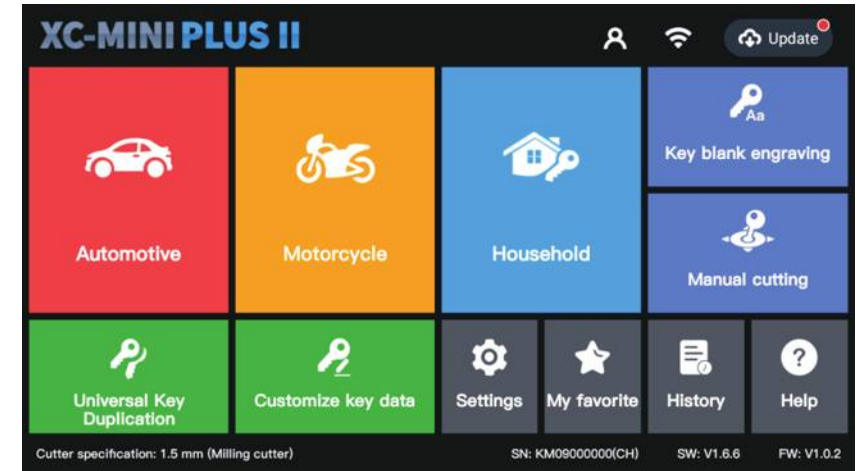 XC-MINI PLUS II
Update
Automotive
Motorcycle
Household
Aa
Key blank engraving
Manual cutting
Universal Key
Duplication
Customize key data
Settings
My favorite
History
?
Help
Cutter specification: 1.5 mm (Milling cutter)
SN: KM09000000(CH)
SW: V1.6.6
FW: V1.0.2